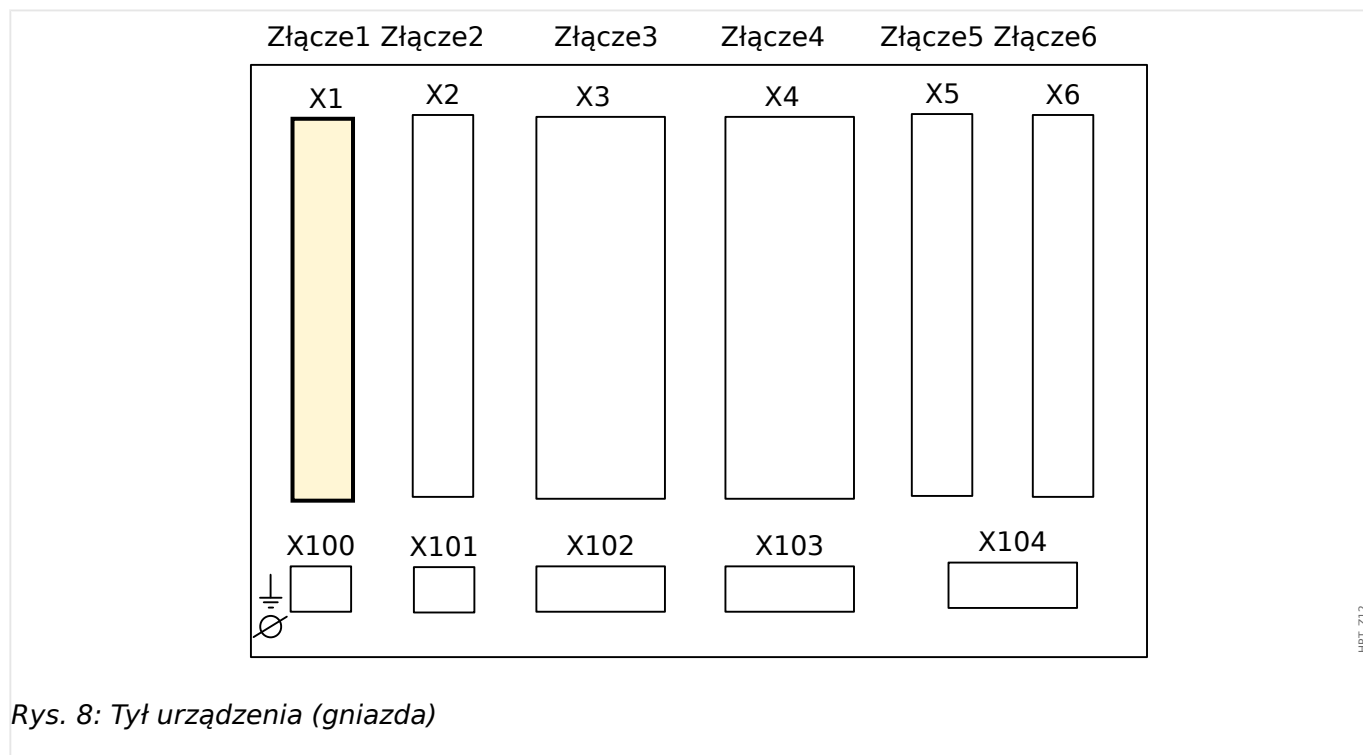 Złącze1 Złącze2 Złącze3 Złącze4 Złącze5 Złącze6
X1 X2 X3 X4 X5 X6
X100 X101 X102 X103 X104
Rys. 8: Tył urządzenia (gniazda)